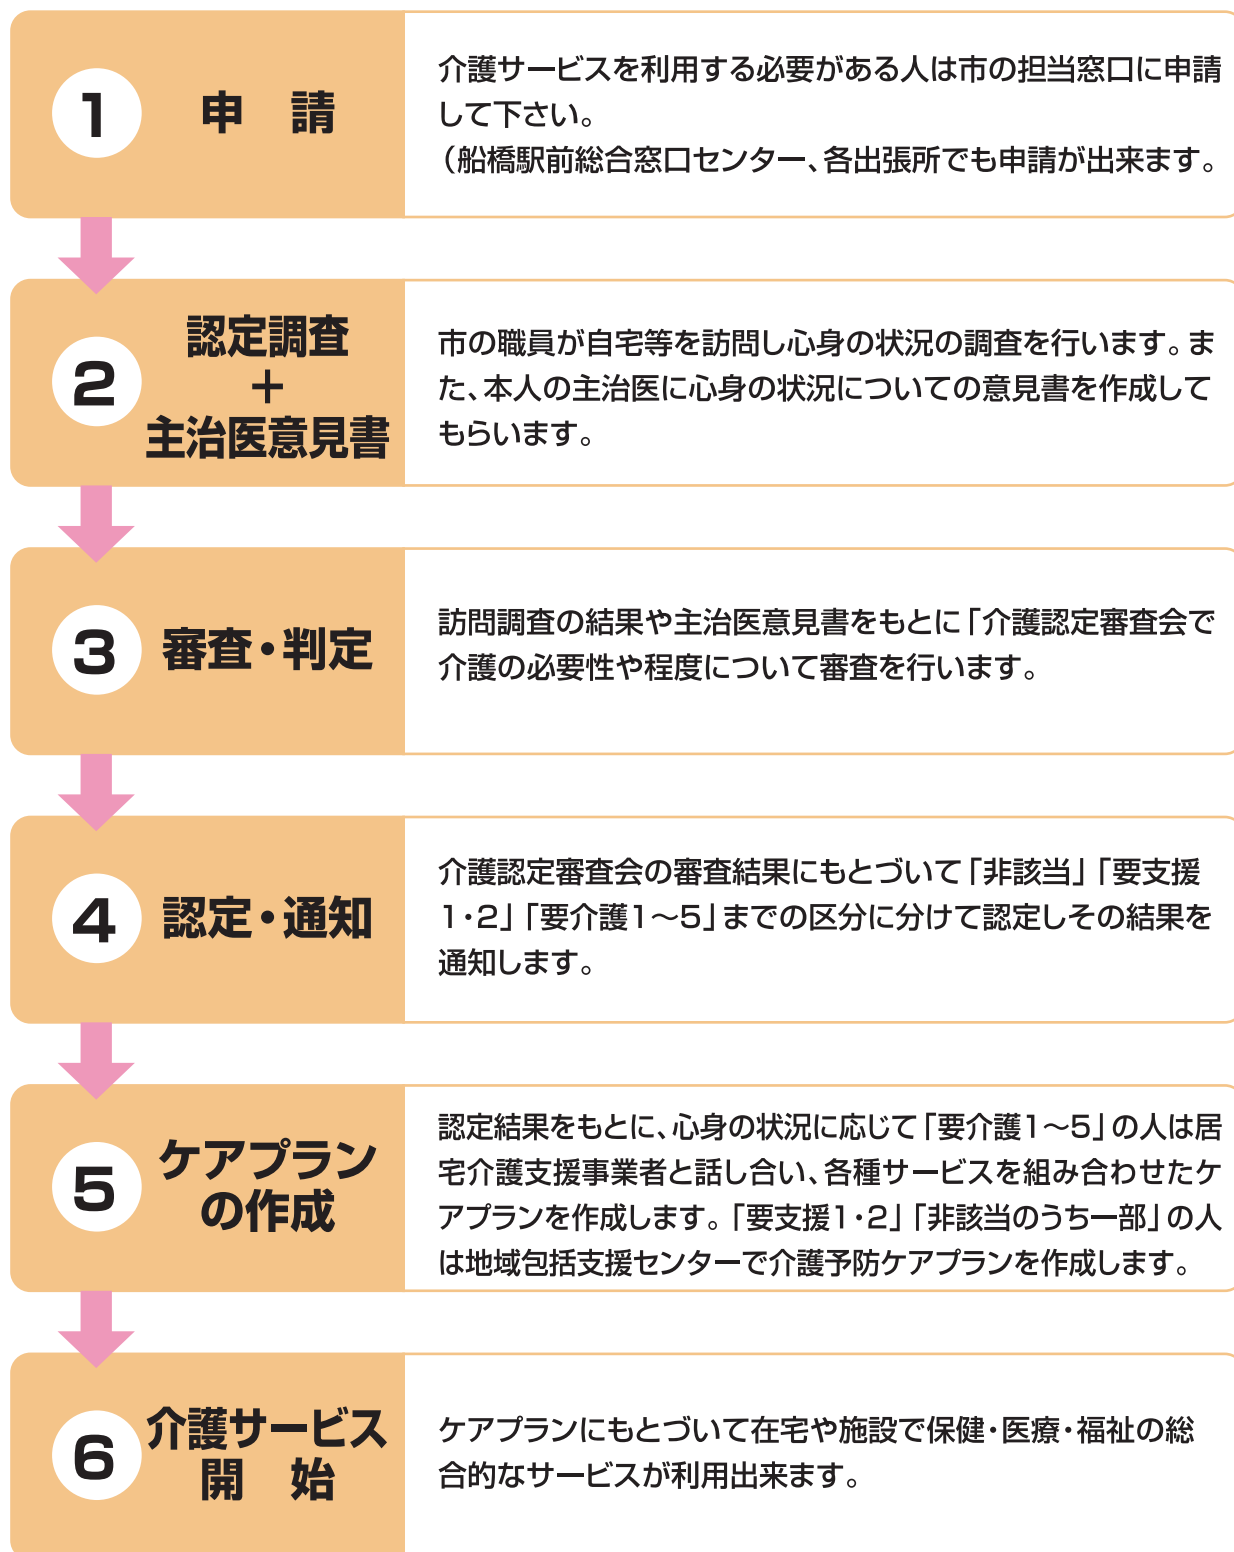 1 申　請
介護サービスを利用する必要がある人は市の担当窓口に申請
して下さい。
（船橋駅前総合窓口センター、各出張所でも申請が出来ます。
2 認定調査
＋
主治医意見書
市の職員が自宅等を訪問し心身の状況の調査を行います。ま
た、本人の主治医に心身の状況についての意見書を作成して
もらいます。
3 審査・判定
訪問調査の結果や主治医意見書をもとに「介護認定審査会で
介護の必要性や程度について審査を行います。
4 認定・通知
介護認定審査会の審査結果にもとづいて「非該当」「要支援
1・2」「要介護1～5」までの区分に分けて認定しその結果を
通知します。
5 ケアプラン
の作成
認定結果をもとに、心身の状況に応じて「要介護1～5」の人は居
宅介護支援事業者と話し合い、各種サービスを組み合わせたケ
アプランを作成します。「要支援1・2」「非該当のうち一部」の人
は地域包括支援センターで介護予防ケアプランを作成します。
6 介護サービス
開　始
ケアプランにもとづいて在宅や施設で保健・医療・福祉の総
合的なサービスが利用出来ます。